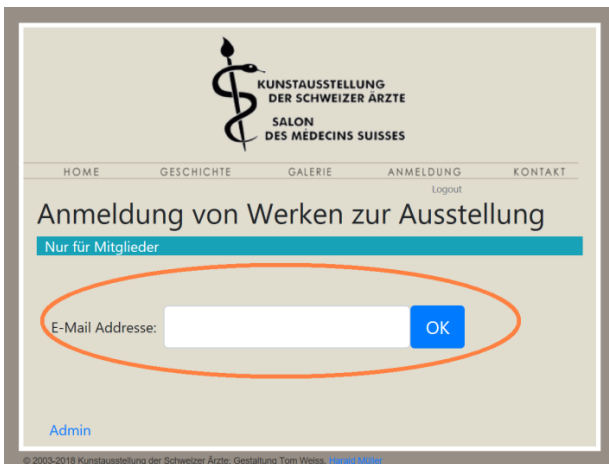 KUNSTAUSSTELLUNG
DER SCHWEIZER ÄRZTE
SALON
DES MÉDECINS SUISSES
HOME GESCHICHTE GALERIE ANMELDUNG KONTAKT
Logout
Anmeldung von Werken zur Ausstellung
Nur für Mitglieder
E-Mail Addresse: OK
Admin
© 2003-2018 Kunstausstellung der Schweizer Ärzte; Gestaltung Tom Weiss, Harald Müller